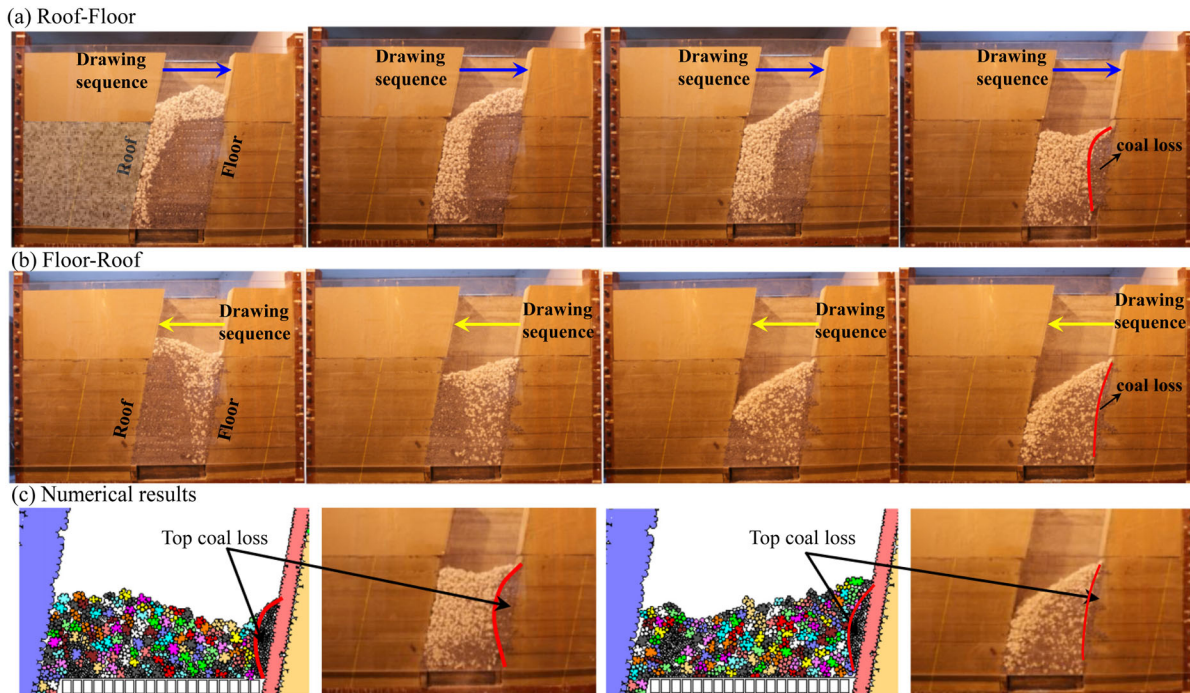 (a) Roof-Floor
Drawing
sequence
Drawing
sequence
Drawing
sequence
Drawing
sequence
Roof
Floor
coal loss
(b) Floor-Roof
Drawing
sequence
Drawing
sequence
Drawing
sequence
Drawing
sequence
Roof
Floor
coal loss
(c) Numerical results
Top coal loss
Top coal loss